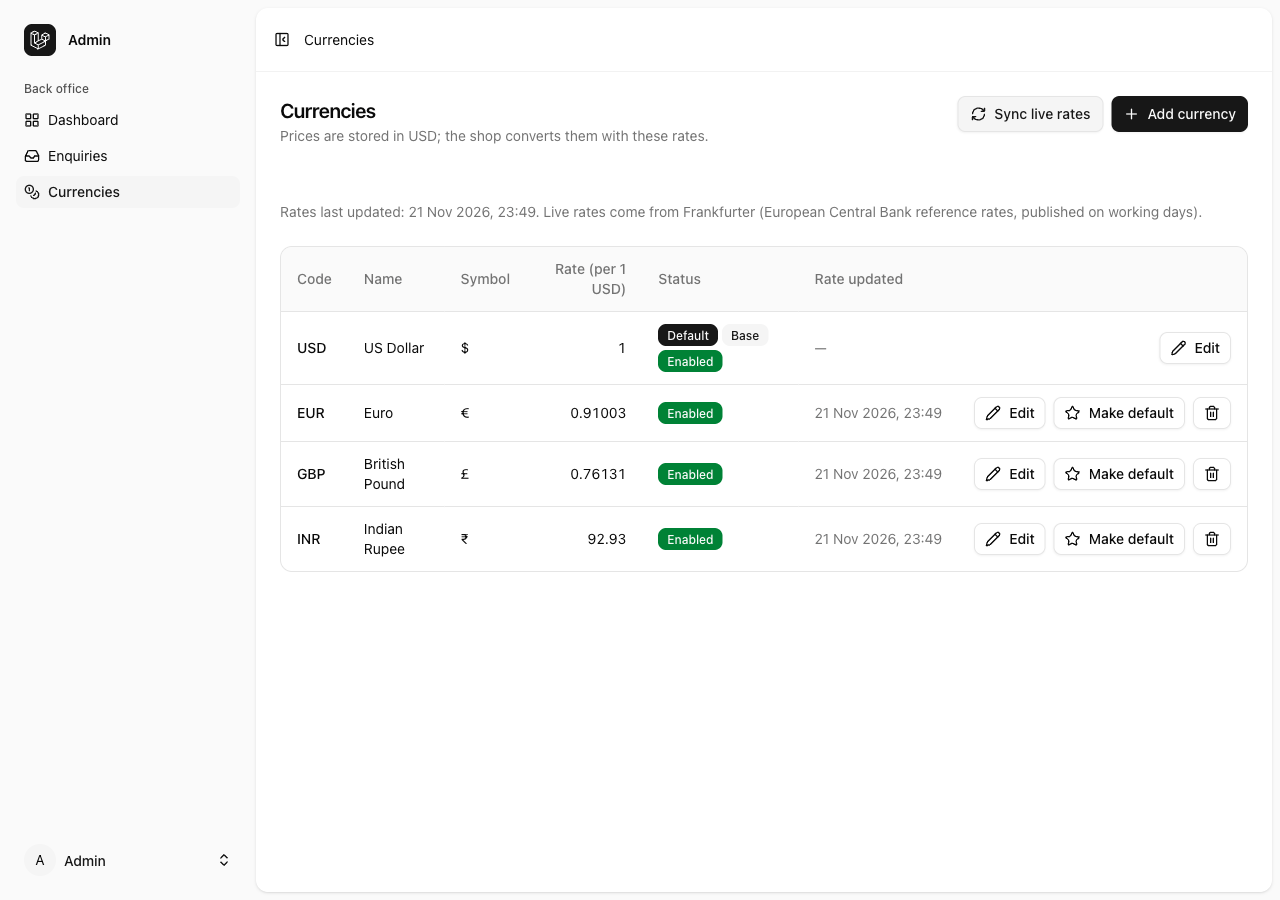 Admin
Back office
Dashboard
Enquiries
Currencies
A
Admin
Currencies
Currencies
Prices are stored in USD; the shop converts them with these rates.
Sync live rates
Add currency
Rates last updated: 21 Nov 2026, 23:49. Live rates come from Frankfurter (European Central Bank reference rates, published on working days).
Code Name Symbol Rate (per 1 USD) Status Rate updated
USD US Dollar $ 1 Default Base Enabled — Edit
EUR Euro € 0.91003 Enabled 21 Nov 2026, 23:49 Edit Make default
GBP British Pound £ 0.76131 Enabled 21 Nov 2026, 23:49 Edit Make default
INR Indian Rupee ₹ 92.93 Enabled 21 Nov 2026, 23:49 Edit Make default